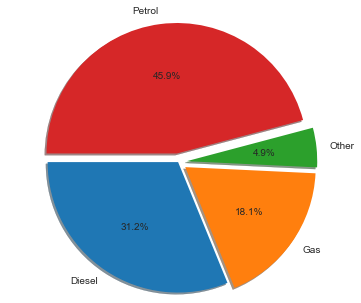 Petrol
45.9%
Other
4.9%
18.1%
31.2%
Gas
Diesel